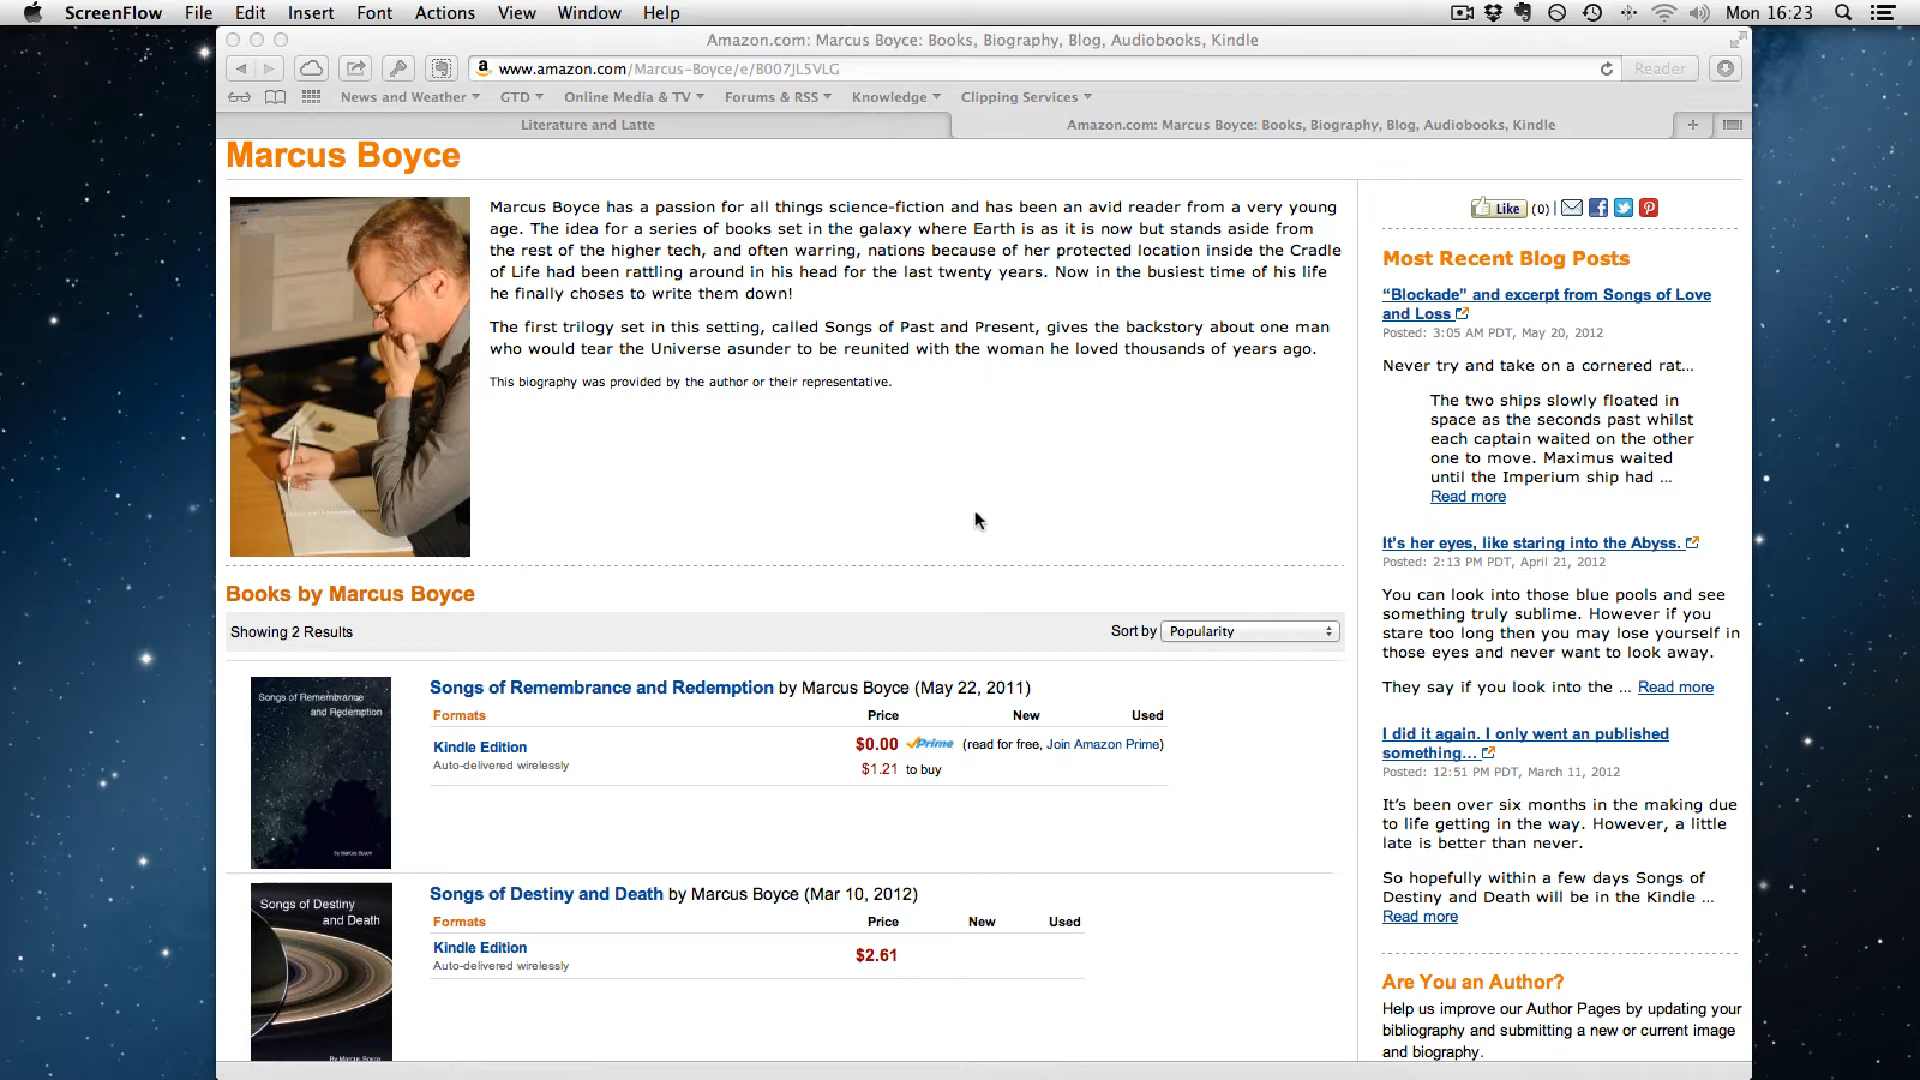 ScreenFlow File Edit Insert Font Actions View Window Help Mon 16:23
Amazon.com: Marcus Boyce: Books, Biography, Blog, Audiobooks, Kindle
www.amazon.com/Marcus-Boyce/e/B007JL5VLG Reader
News and Weather GTD Online Media & TV Forums & RSS Knowledge Clipping Services
Literature and Latte Amazon.com: Marcus Boyce: Books, Biography, Blog, Audiobooks, Kindle
Marcus Boyce
Marcus Boyce has a passion for all things science-fiction and has been an avid reader from a very young
age. The idea for a series of books set in the galaxy where Earth is as it is now but stands aside from
the rest of the higher tech, and often warring, nations because of her protected location inside the Cradle
of Life had been rattling around in his head for the last twenty years. Now in the busiest time of his life
he finally choses to write them down!
The first trilogy set in this setting, called Songs of Past and Present, gives the backstory about one man
who would tear the Universe asunder to be reunited with the woman he loved thousands of years ago.
This biography was provided by the author or their representative.
Books by Marcus Boyce
Showing 2 Results Sort by Popularity
Songs of Remembrance
and Redemption
by Marcus Boyce
Songs of Remembrance and Redemption by Marcus Boyce (May 22, 2011)
Formats Price New Used
Kindle Edition $0.00 Prime (read for free, Join Amazon Prime)
Auto-delivered wirelessly $1.21 to buy
Songs of Destiny
and Death
By Marcus Boyce
Songs of Destiny and Death by Marcus Boyce (Mar 10, 2012)
Formats Price New Used
Kindle Edition $2.61
Auto-delivered wirelessly
Like (0)
Most Recent Blog Posts
“Blockade” and excerpt from Songs of Love
and Loss
Posted: 3:05 AM PDT, May 20, 2012
Never try and take on a cornered rat...
The two ships slowly floated in
space as the seconds past whilst
each captain waited on the other
one to move. Maximus waited
until the Imperium ship had ...
Read more
It’s her eyes, like staring into the Abyss.
Posted: 2:13 PM PDT, April 21, 2012
You can look into those blue pools and see
something truly sublime. However if you
stare too long then you may lose yourself in
those eyes and never want to look away.
They say if you look into the ... Read more
I did it again. I only went an published
something...
Posted: 12:51 PM PDT, March 11, 2012
It’s been over six months in the making due
to life getting in the way. However, a little
late is better than never.
So hopefully within a few days Songs of
Destiny and Death will be in the Kindle ...
Read more
Are You an Author?
Help us improve our Author Pages by updating your
bibliography and submitting a new or current image
and biography.